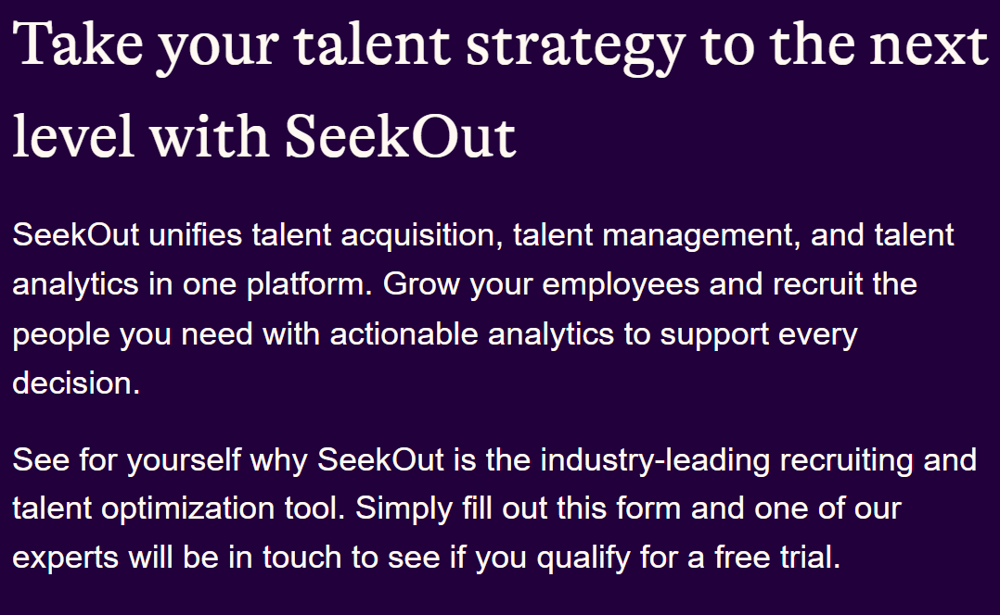 Take your talent strategy to the next
level with SeekOut
SeekOut unifies talent acquisition, talent management, and talent
analytics in one platform. Grow your employees and recruit the
people you need with actionable analytics to support every
decision.
See for yourself why SeekOut is the industry-leading recruiting and
talent optimization tool. Simply fill out this form and one of our
experts will be in touch to see if you qualify for a free trial.